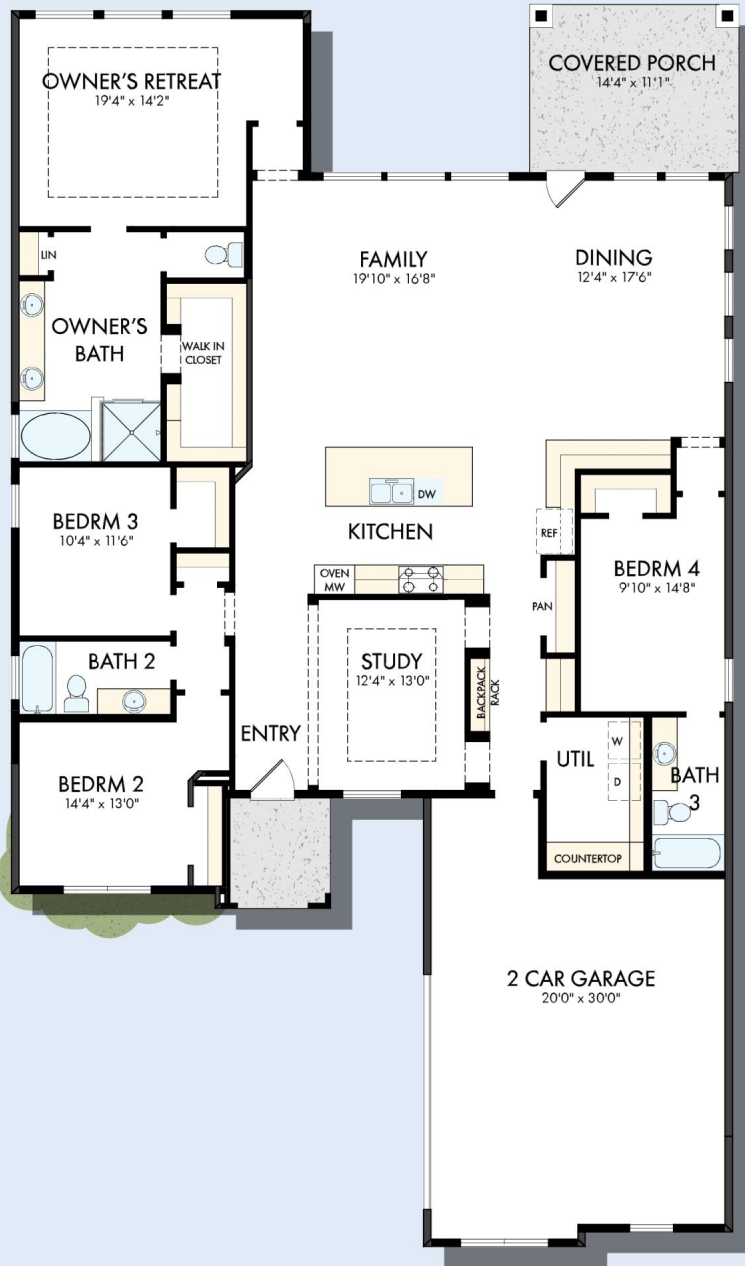 OWNER'S RETREAT
19'4" x 14'2"
COVERED PORCH
14'4" x 11'1"
FAMILY
19'10" x 16'8"
DINING
12'4" x 17'6"
LIN
OWNER'S
BATH
WALK IN
CLOSET
DW
KITCHEN
BEDRM 3
10'4" x 11'6"
REF
OVEN
MW
BEDRM 4
9'10" x 14'8"
PAN
BATH 2
STUDY
12'4" x 13'0"
BACKPACK
RACK
ENTRY
UTIL
W
D
BATH
3
BEDRM 2
14'4" x 13'0"
COUNTERTOP
2 CAR GARAGE
20'0" x 30'0"